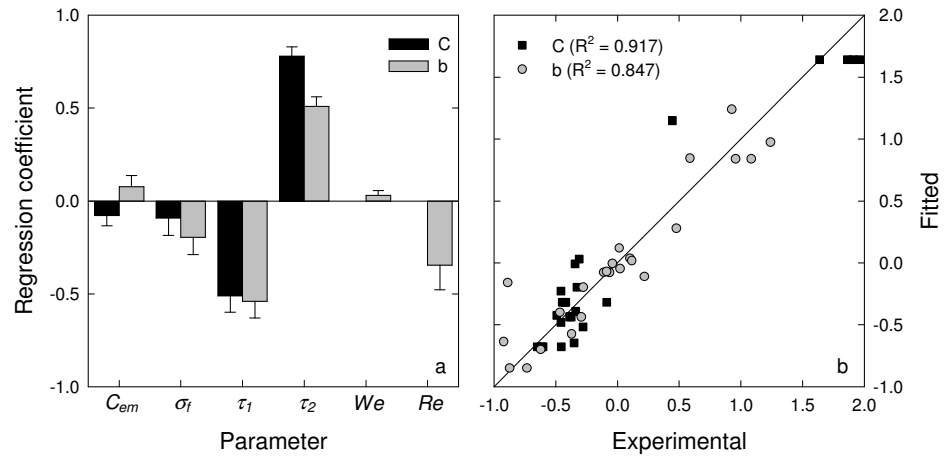 1.0
0.5
0.0
-0.5
-1.0
Regression coefficient
C
b
a
C_em
σ_f
τ_1
τ_2
We
Re
Parameter
C (R² = 0.917)
b (R² = 0.847)
b
2.0
1.5
1.0
0.5
0.0
-0.5
-1.0
Fitted
-1.0 -0.5 0.0 0.5 1.0 1.5 2.0
Experimental